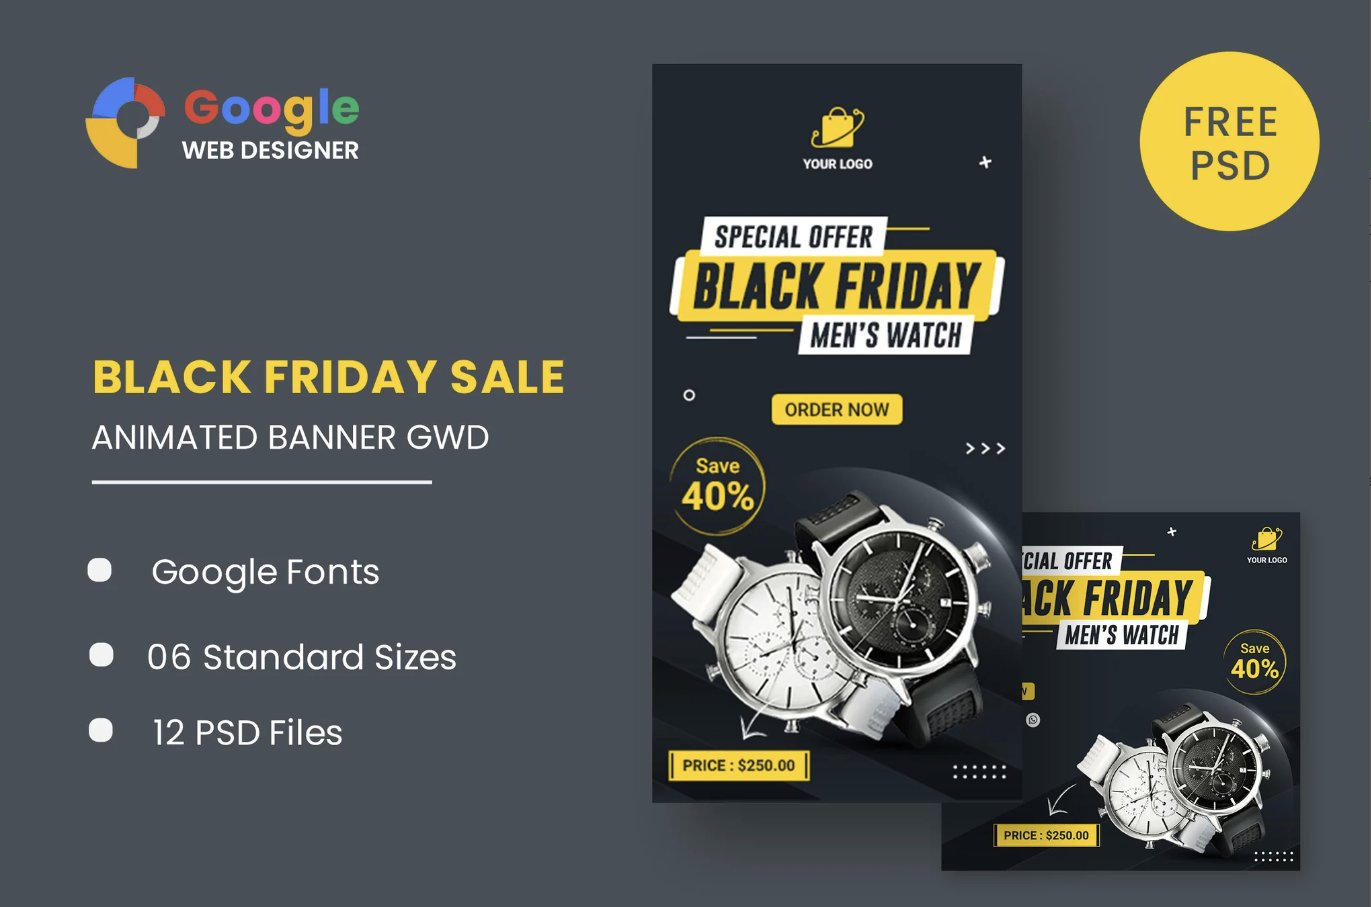 Google
WEB DESIGNER
FREE
PSD
BLACK FRIDAY SALE
ANIMATED BANNER GWD
Google Fonts
06 Standard Sizes
12 PSD Files
YOUR LOGO
SPECIAL OFFER
BLACK FRIDAY
MEN'S WATCH
ORDER NOW
Save
40%
PRICE : $250.00
YOUR LOGO
CIAL OFFER
ACK FRIDAY
MEN'S WATCH
Save
40%
W
PRICE : $250.00